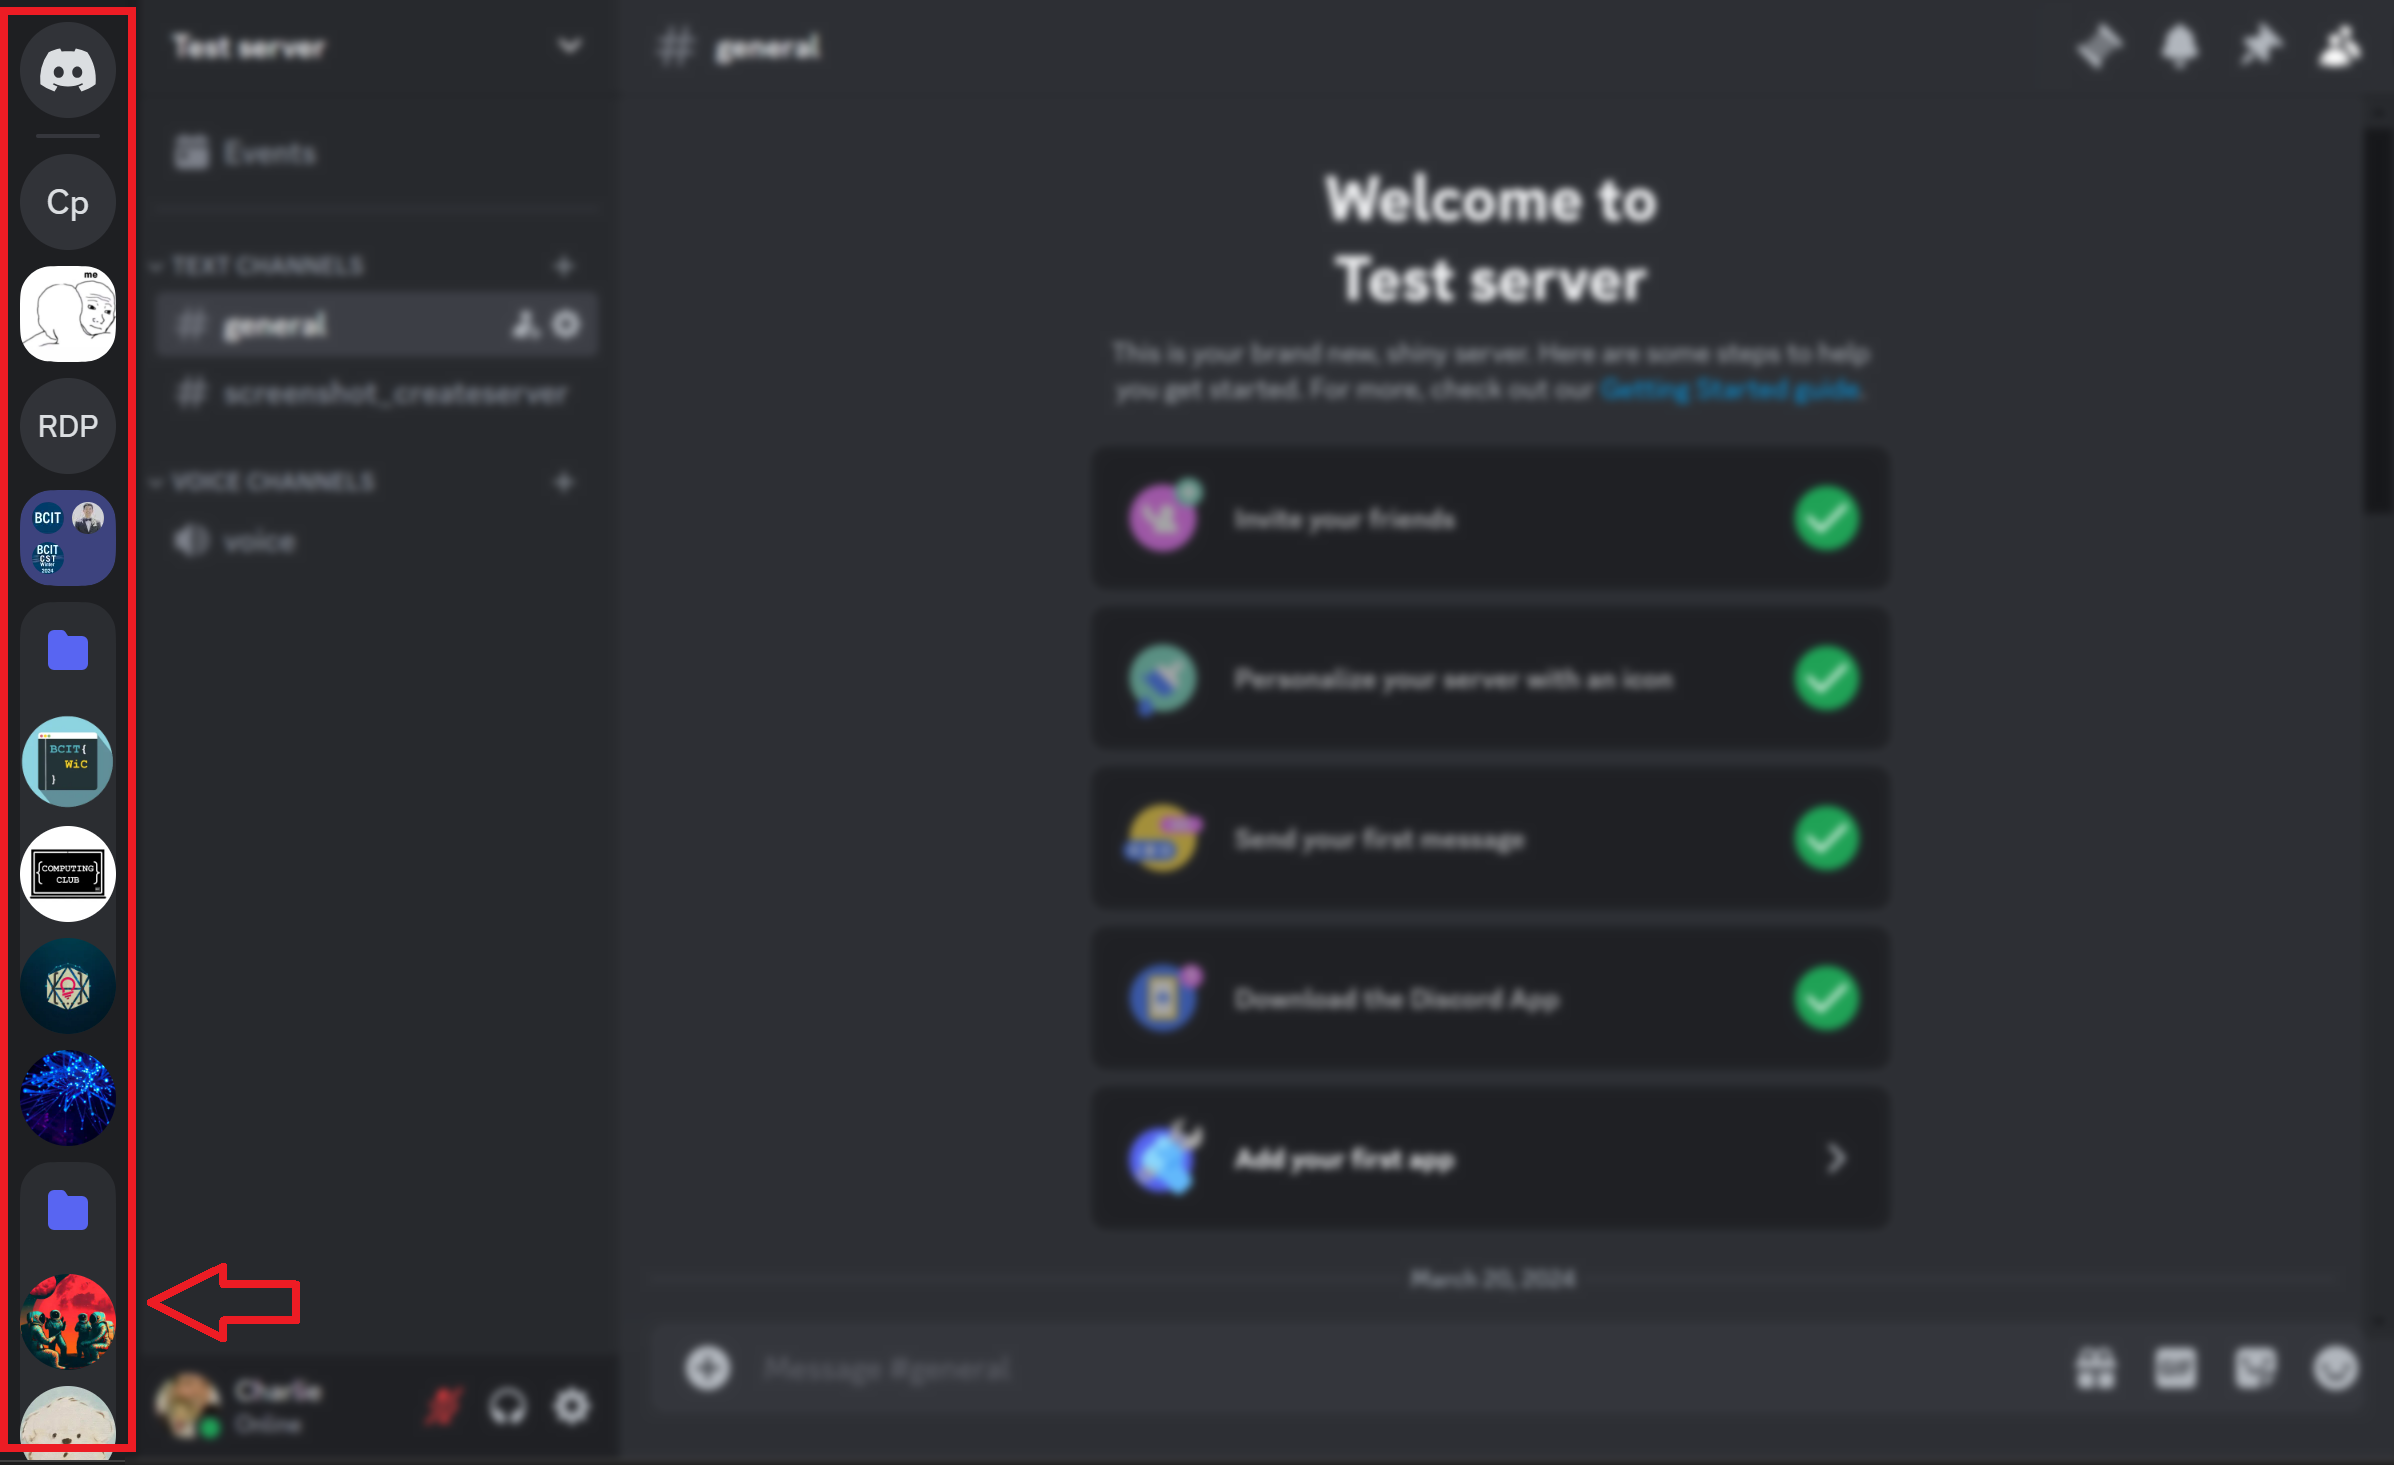 Cp
me
RDP
BCIT
BCIT
CST
Winter
2024
BCIT{
WiC
}
{COMPUTING}
CLUB
Test server
Events
TEXT CHANNELS
general
screenshot_createserver
VOICE CHANNELS
voice
Charlie
Online
# general
Welcome to
Test server
This is your brand new, shiny server. Here are some steps to help
you get started. For more, check out our Getting Started guide.
Invite your friends
Personalize your server with an icon
Send your first message
Download the Discord App
Add your first app
March 20, 2024
Message #general